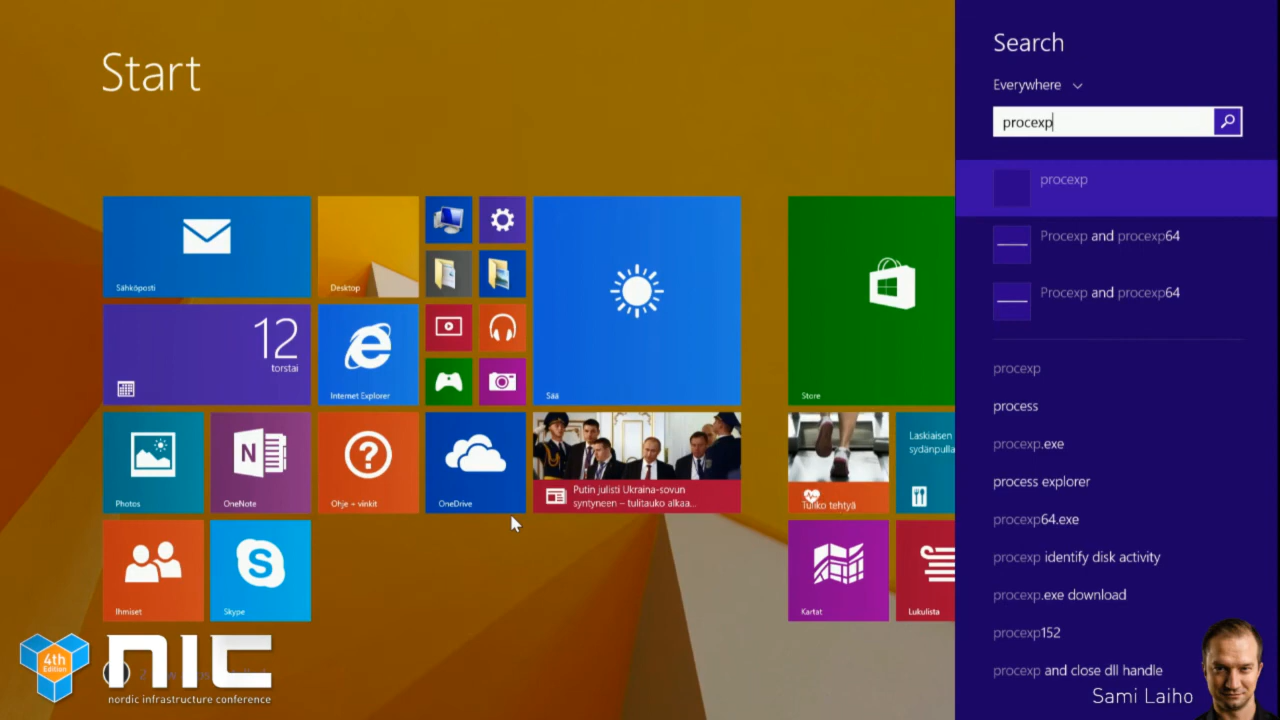 Start
Search
Everywhere
procexp
procexp
Procexp and procexp64
Procexp and procexp64
procexp
process
procexp.exe
process explorer
procexp64.exe
procexp identify disk activity
procexp.exe download
procexp152
procexp and close dll handle
Sähköposti
Desktop
12
torstai
Internet Explorer
Sää
Store
Photos
N
OneNote
Ohje + vinkit
OneDrive
Putin julisti Ukraina-sovun
syntyneen – tulitauko alkaa...
Tuliko tehtyä
Laskiaisen
sydänpulla
Ihmiset
S
Skype
Kartat
Lukulista
4th
Edition
NIC
nordic infrastructure conference
Sami Laiho